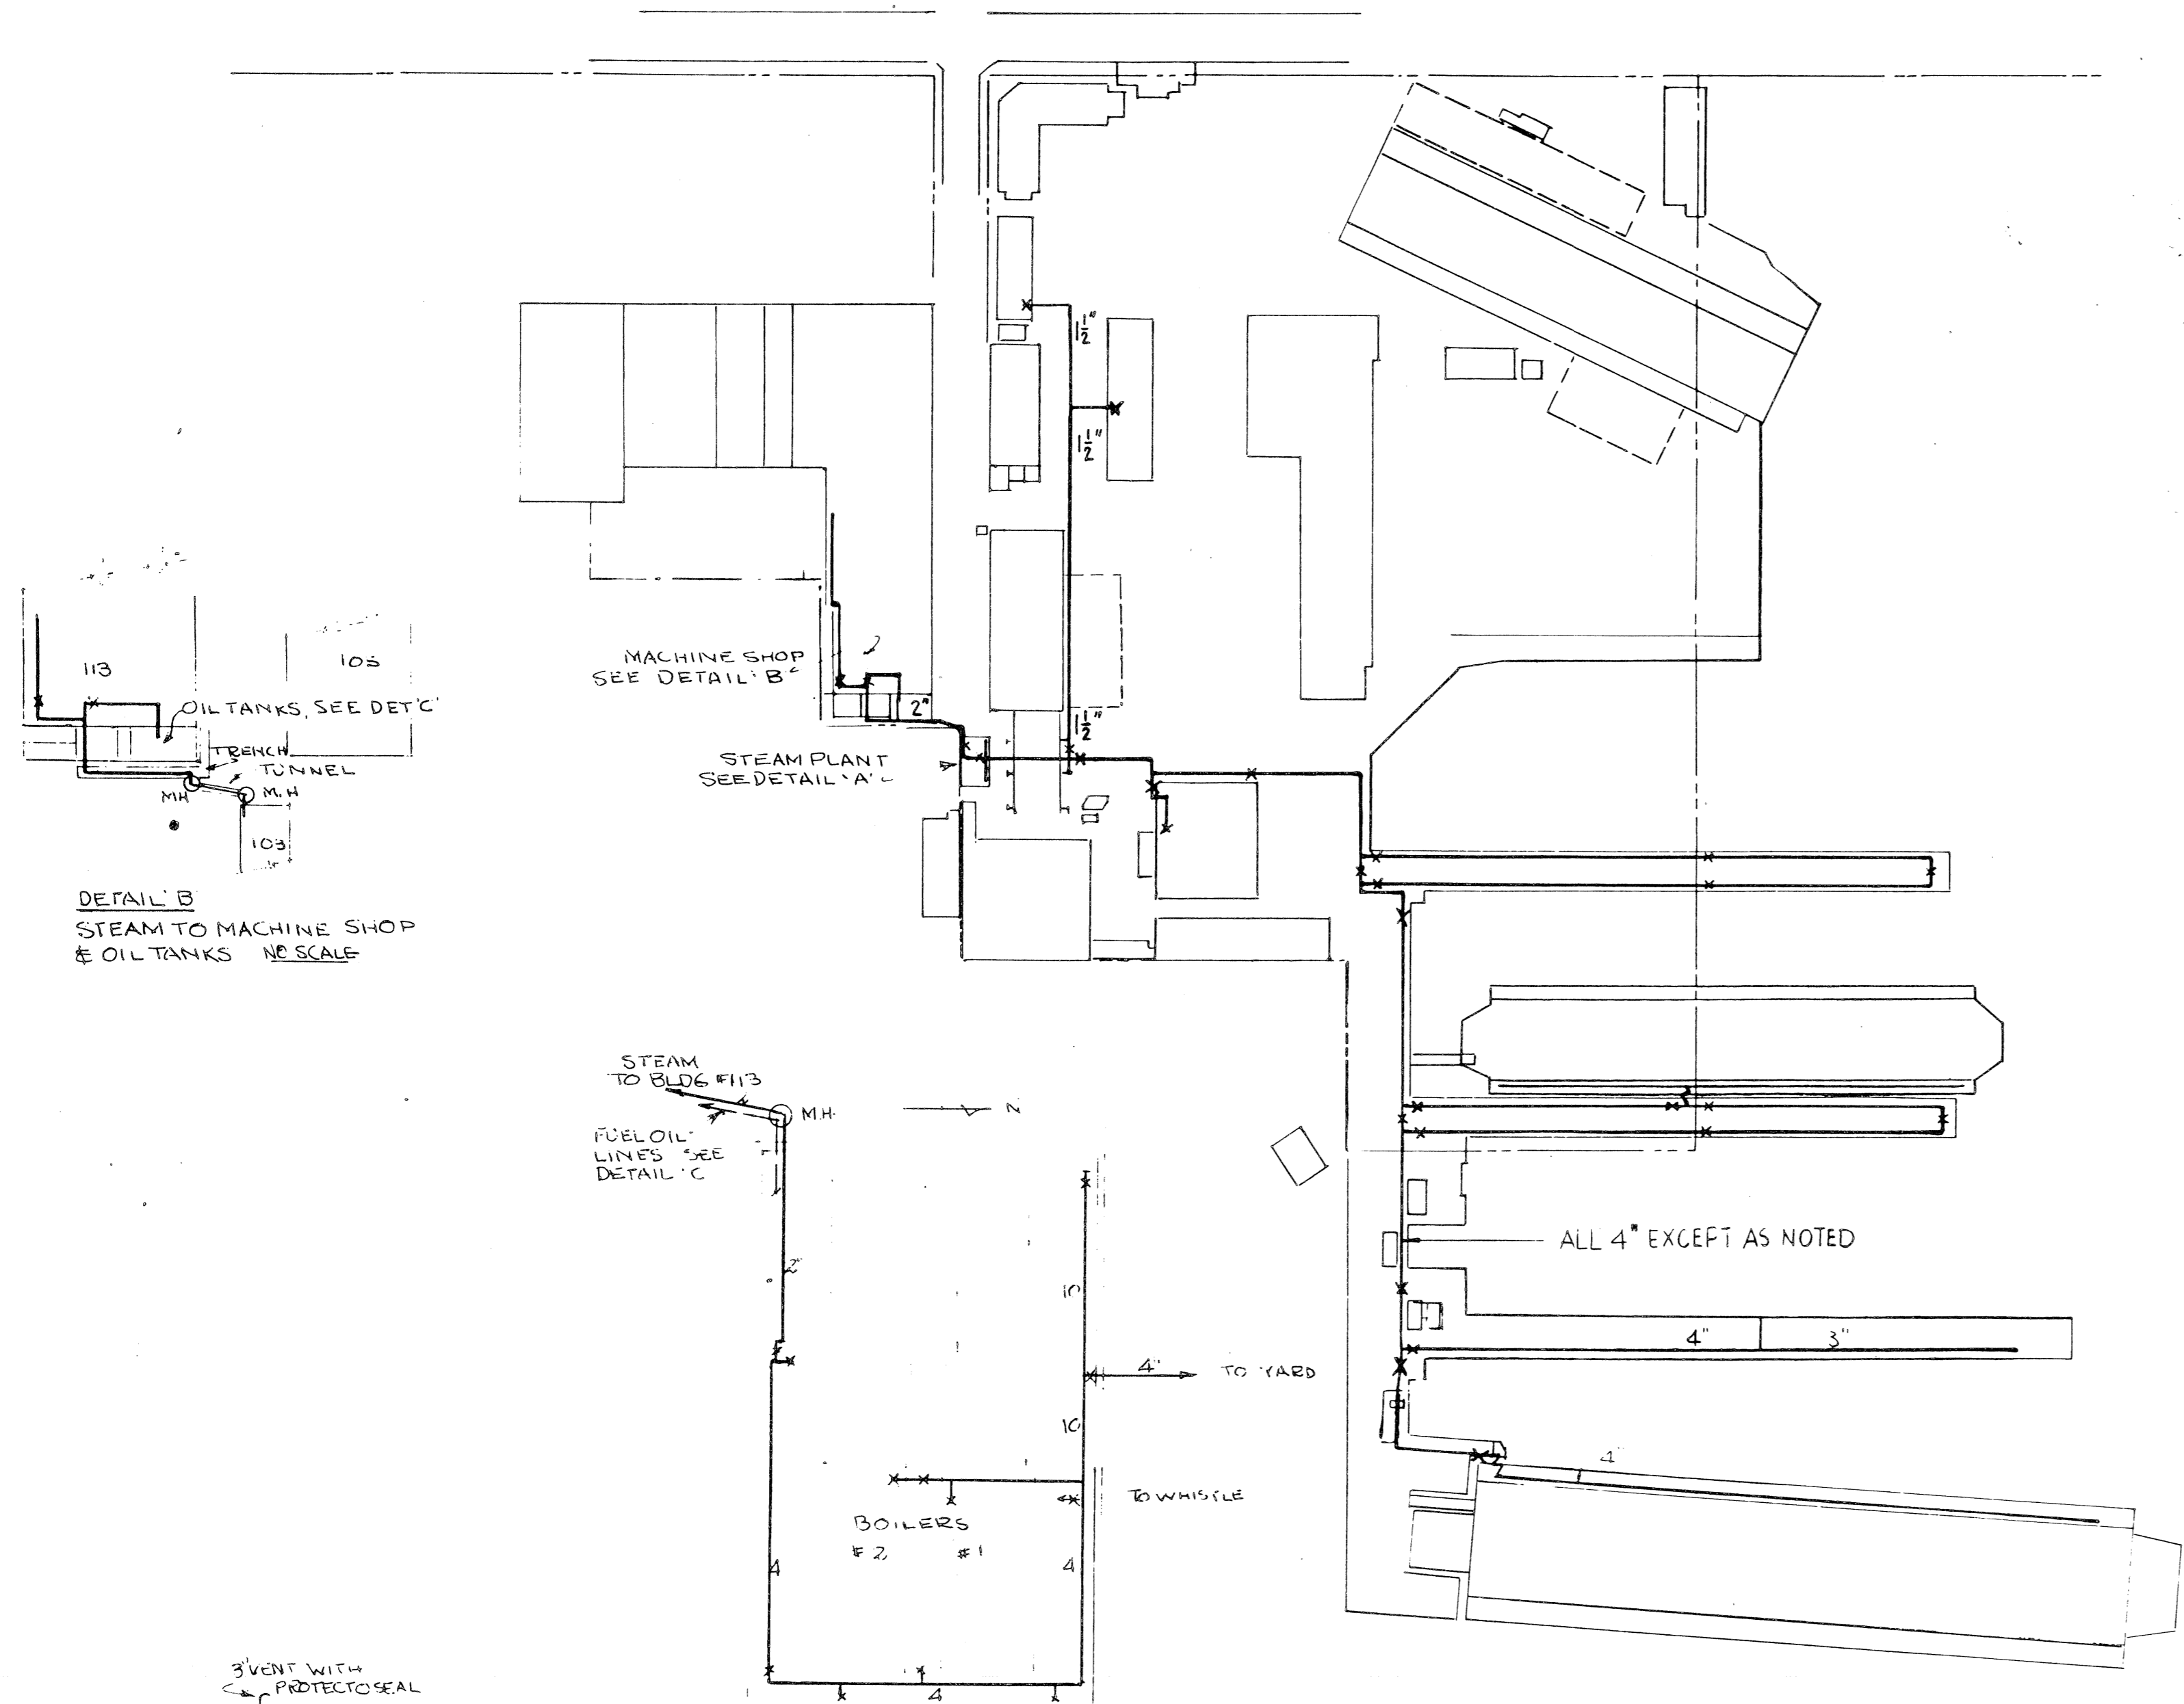 1½"
1½"
MACHINE SHOP
SEE DETAIL 'B'
2"
1½"
STEAM PLANT
SEE DETAIL 'A'
113
105
OIL TANKS, SEE DET 'C'
TRENCH
TUNNEL
MH
M.H
103
DETAIL 'B
STEAM TO MACHINE SHOP
& OIL TANKS NO SCALE
STEAM
TO BLDG #113
M.H.
N
FUEL OIL
LINES SEE
DETAIL 'C
2"
10
4"
TO YARD
10
TO WHISTLE
BOILERS
#2 #1
4
4
4
ALL 4" EXCEPT AS NOTED
4" 3"
4"
3" VENT WITH
PROTECTOSEAL